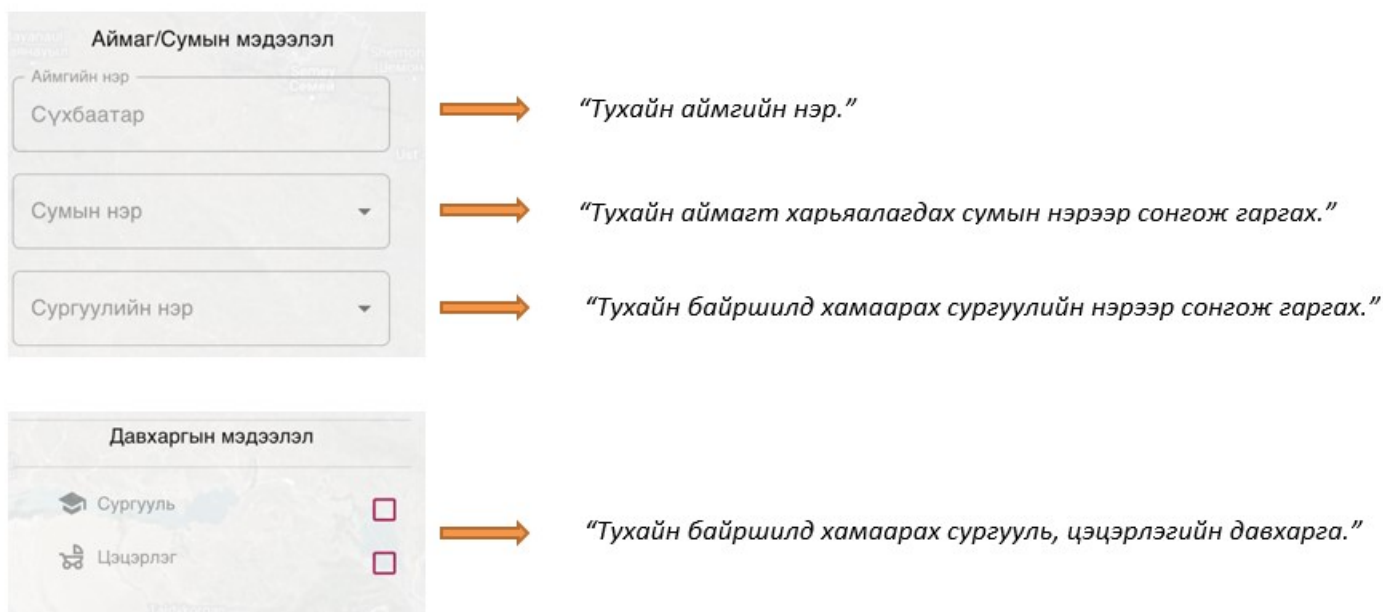 Аймаг/Сумын мэдээлэл
Аймгийн нэр
Сүхбаатар
“Тухайн аймгийн нэр.”
Сумын нэр
“Тухайн аймагт харьяалагдах сумын нэрээр сонгож гаргах.”
Сургуулийн нэр
“Тухайн байршилд хамаарах сургуулийн нэрээр сонгож гаргах.”
Давхаргын мэдээлэл
Сургууль
Цэцэрлэг
“Тухайн байршилд хамаарах сургууль, цэцэрлэгийн давхарга.”